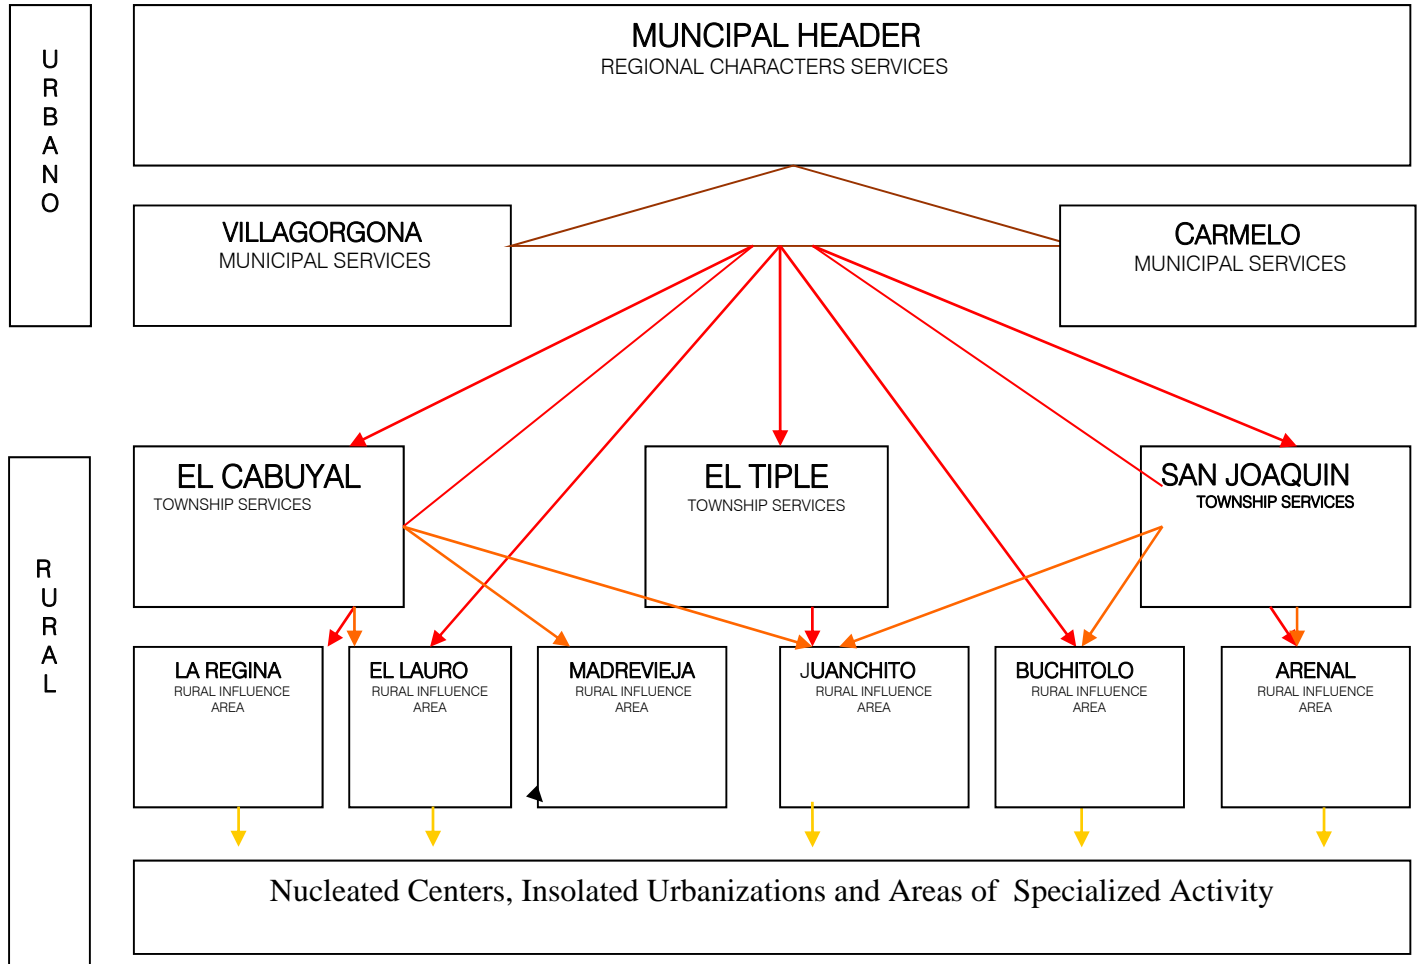 URBANO
MUNCIPAL HEADER
REGIONAL CHARACTERS SERVICES
VILLAGORGONA
MUNICIPAL SERVICES
CARMELO
MUNICIPAL SERVICES
RURAL
EL CABUYAL
TOWNSHIP SERVICES
EL TIPLE
TOWNSHIP SERVICES
SAN JOAQUIN
TOWNSHIP SERVICES
LA REGINA
RURAL INFLUENCE
AREA
EL LAURO
RURAL INFLUENCE
AREA
MADREVIEJA
RURAL INFLUENCE
AREA
JUANCHITO
RURAL INFLUENCE
AREA
BUCHITOLO
RURAL INFLUENCE
AREA
ARENAL
RURAL INFLUENCE
AREA
Nucleated Centers, Insolated Urbanizations and Areas of Specialized Activity